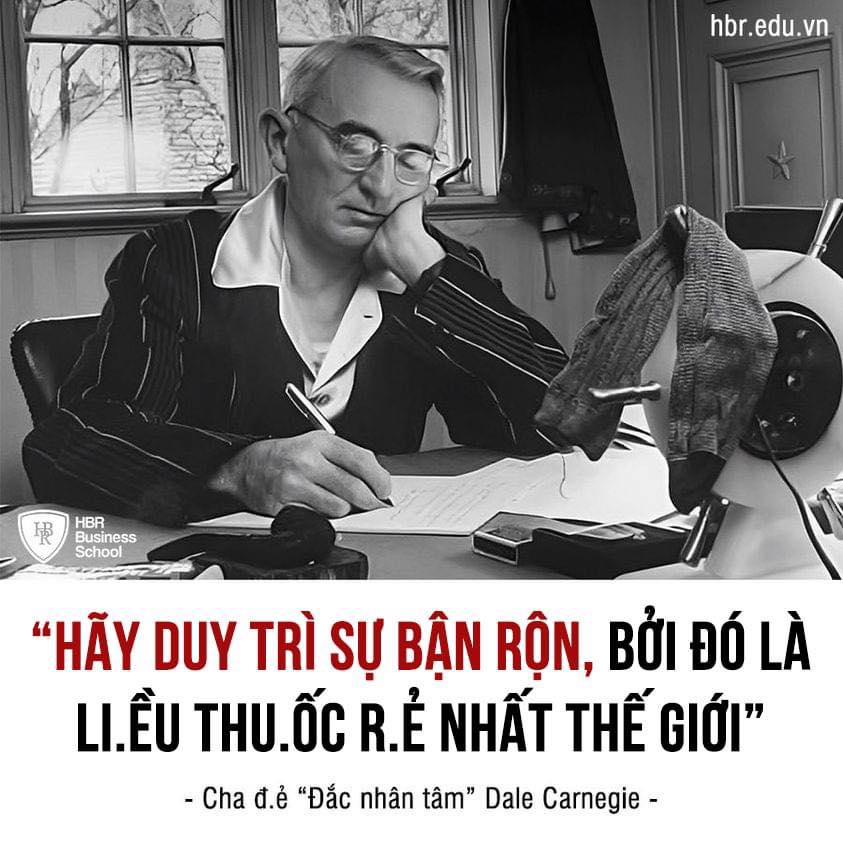 hbr.edu.vn
HBR
Business
School
“HÃY DUY TRÌ SỰ BẬN RỘN, BỞI ĐÓ LÀ
LI.ỀU THU.ỐC R.Ẻ NHẤT THẾ GIỚI”
- Cha đ.ẻ “Đắc nhân tâm” Dale Carnegie -